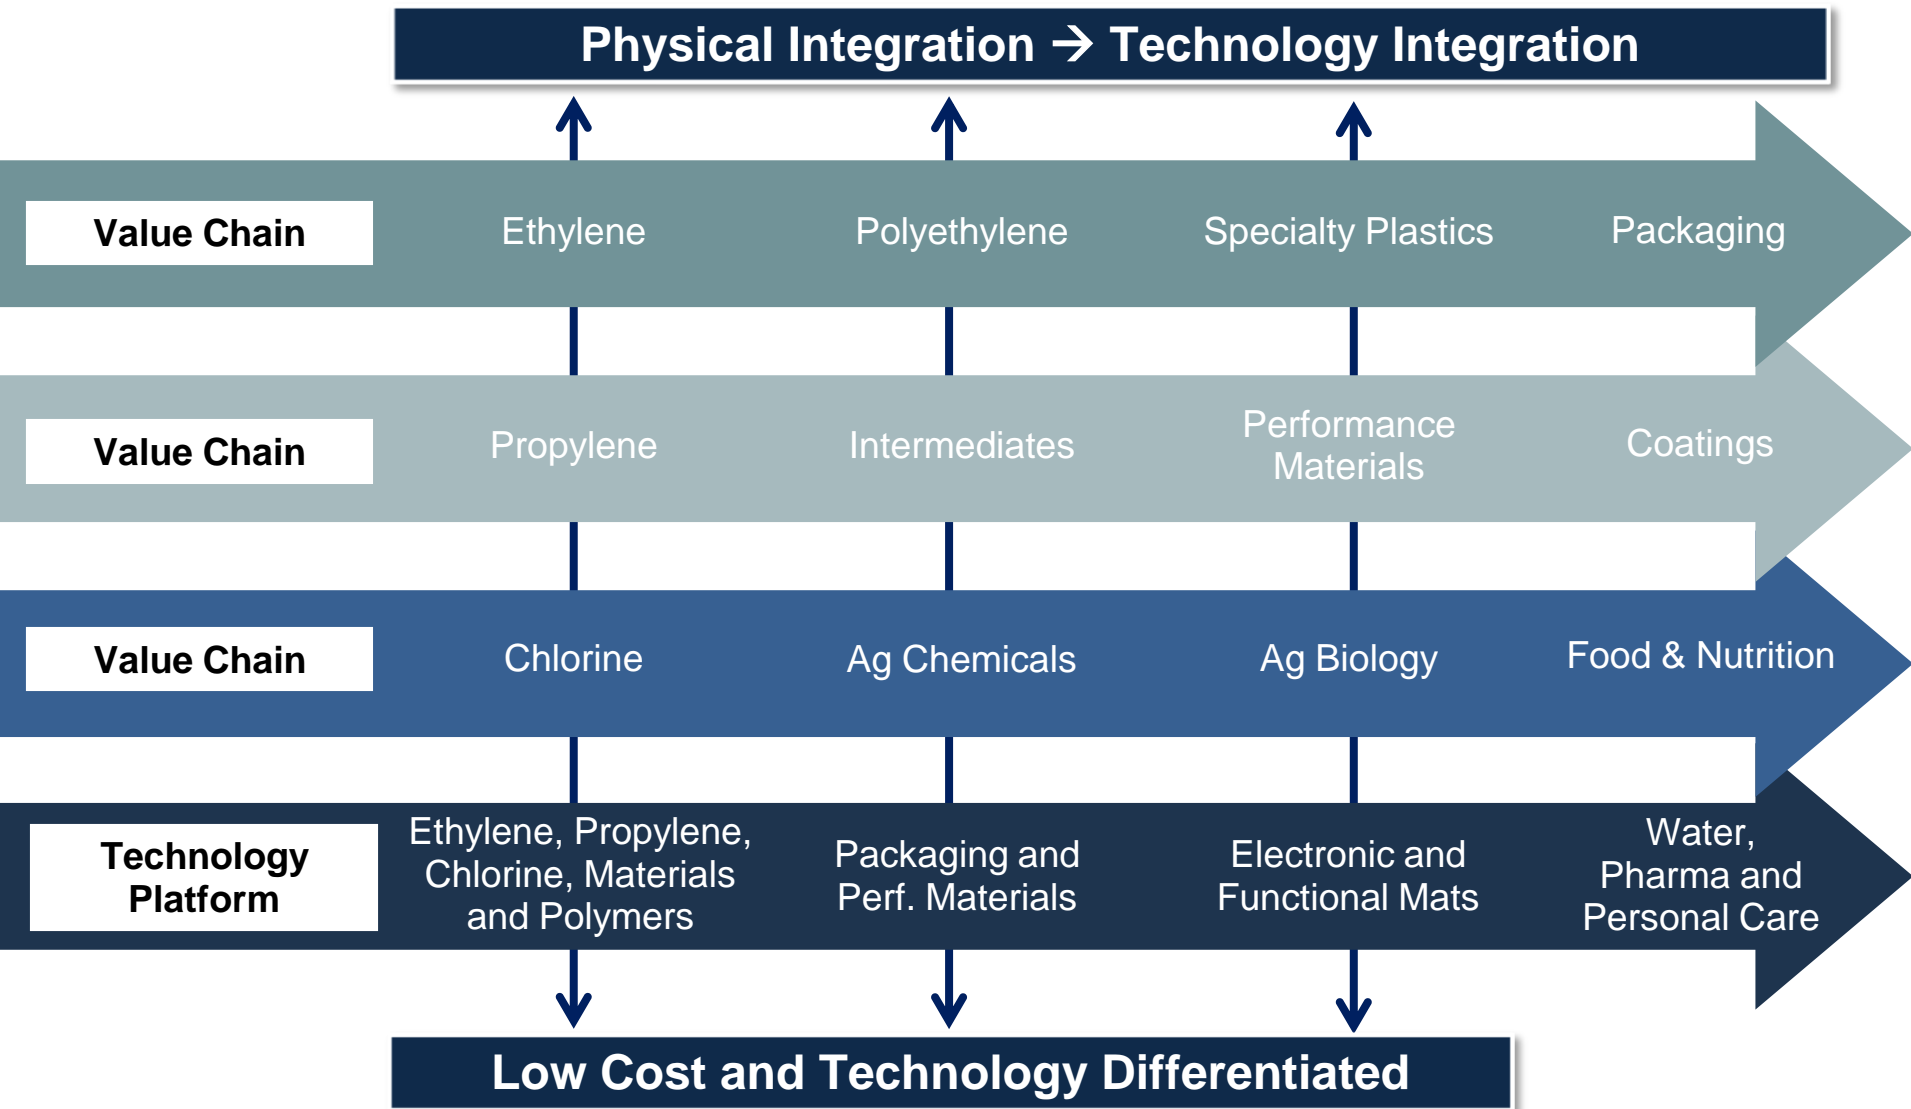 Physical Integration → Technology Integration
Value Chain
Ethylene
Polyethylene
Specialty Plastics
Packaging
Value Chain
Propylene
Intermediates
Performance
Materials
Coatings
Value Chain
Chlorine
Ag Chemicals
Ag Biology
Food & Nutrition
Technology
Platform
Ethylene, Propylene,
Chlorine, Materials
and Polymers
Packaging and
Perf. Materials
Electronic and
Functional Mats
Water,
Pharma and
Personal Care
Low Cost and Technology Differentiated